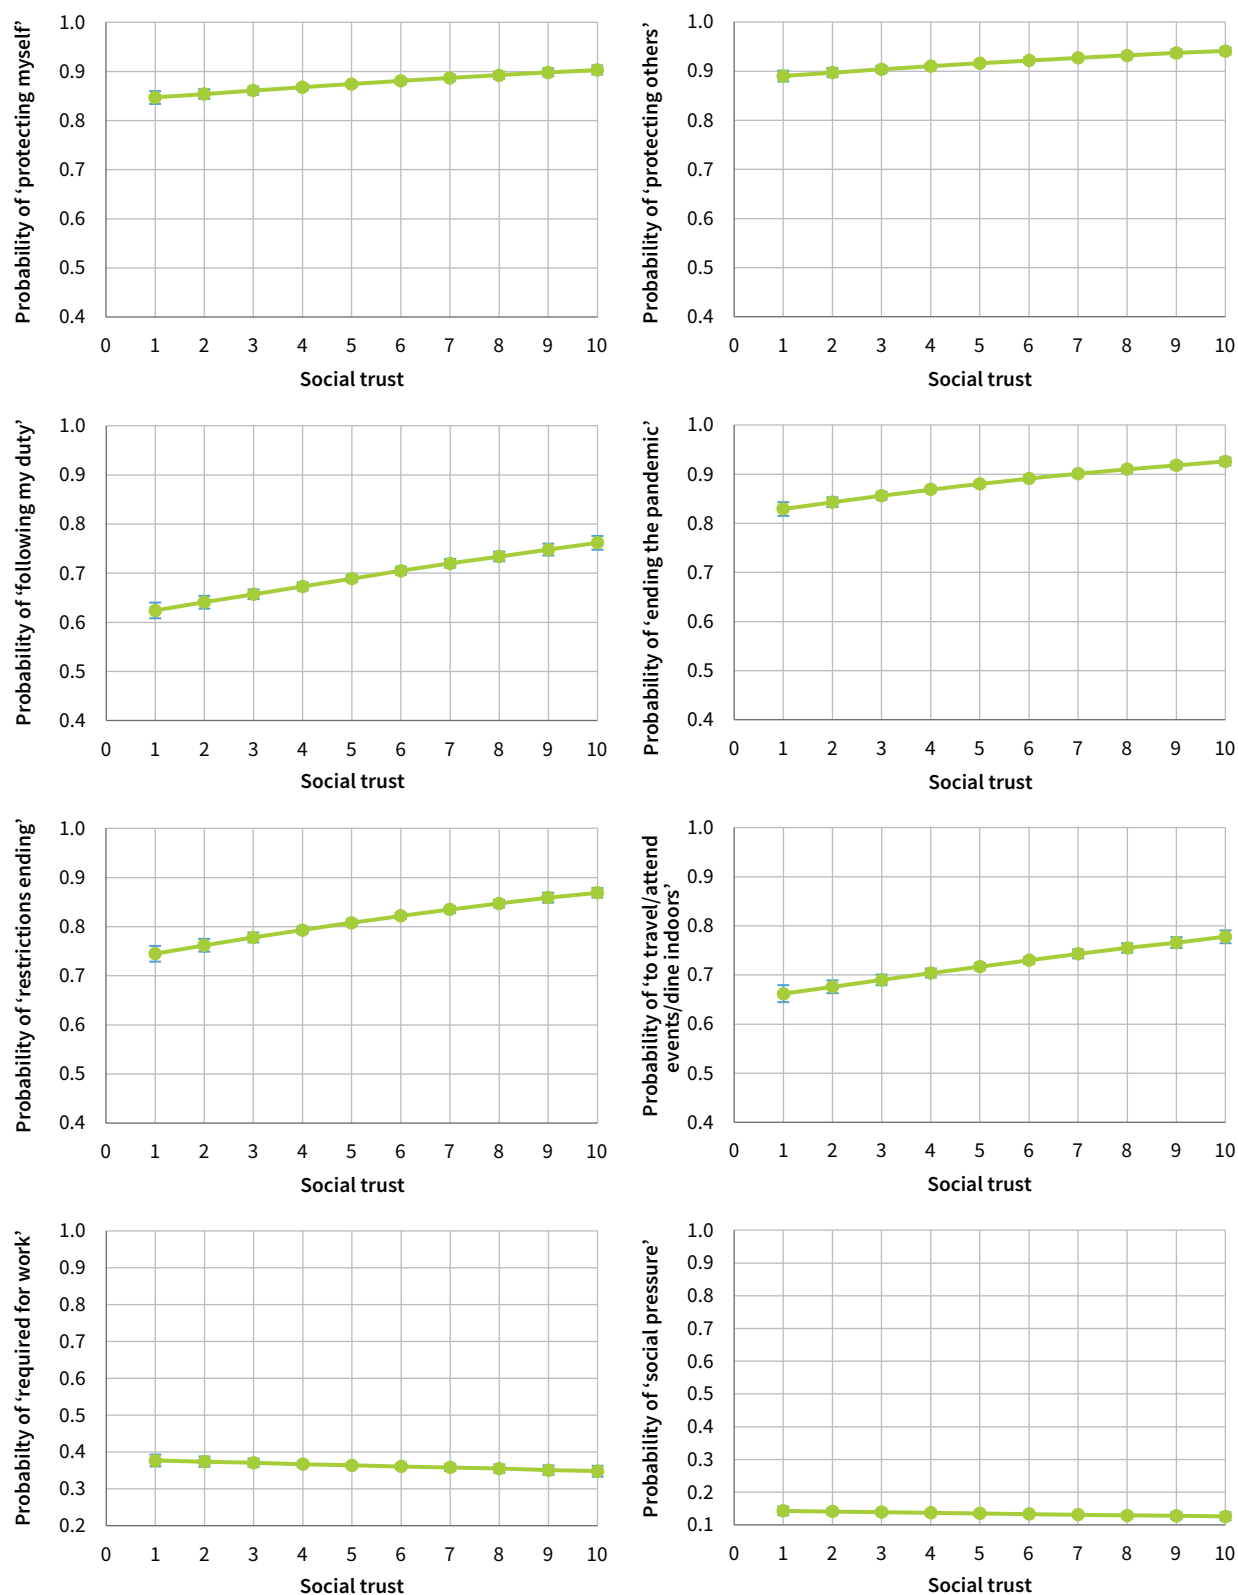 Probability of ‘protecting myself’
1.0
0.9
0.8
0.7
0.6
0.5
0.4
0 1 2 3 4 5 6 7 8 9 10
Social trust
Probability of ‘protecting others’
1.0
0.9
0.8
0.7
0.6
0.5
0.4
0 1 2 3 4 5 6 7 8 9 10
Social trust
Probability of ‘following my duty’
1.0
0.9
0.8
0.7
0.6
0.5
0.4
0 1 2 3 4 5 6 7 8 9 10
Social trust
Probability of ‘ending the pandemic’
1.0
0.9
0.8
0.7
0.6
0.5
0.4
0 1 2 3 4 5 6 7 8 9 10
Social trust
Probability of ‘restrictions ending’
1.0
0.9
0.8
0.7
0.6
0.5
0.4
0 1 2 3 4 5 6 7 8 9 10
Social trust
Probability of ‘to travel/attend
events/dine indoors’
1.0
0.9
0.8
0.7
0.6
0.5
0.4
0 1 2 3 4 5 6 7 8 9 10
Social trust
Probabilty of ‘required for work’
1.0
0.9
0.8
0.7
0.6
0.5
0.4
0.3
0.2
0 1 2 3 4 5 6 7 8 9 10
Social trust
Probability of ‘social pressure’
1.0
0.9
0.8
0.7
0.6
0.5
0.4
0.3
0.2
0.1
0 1 2 3 4 5 6 7 8 9 10
Social trust